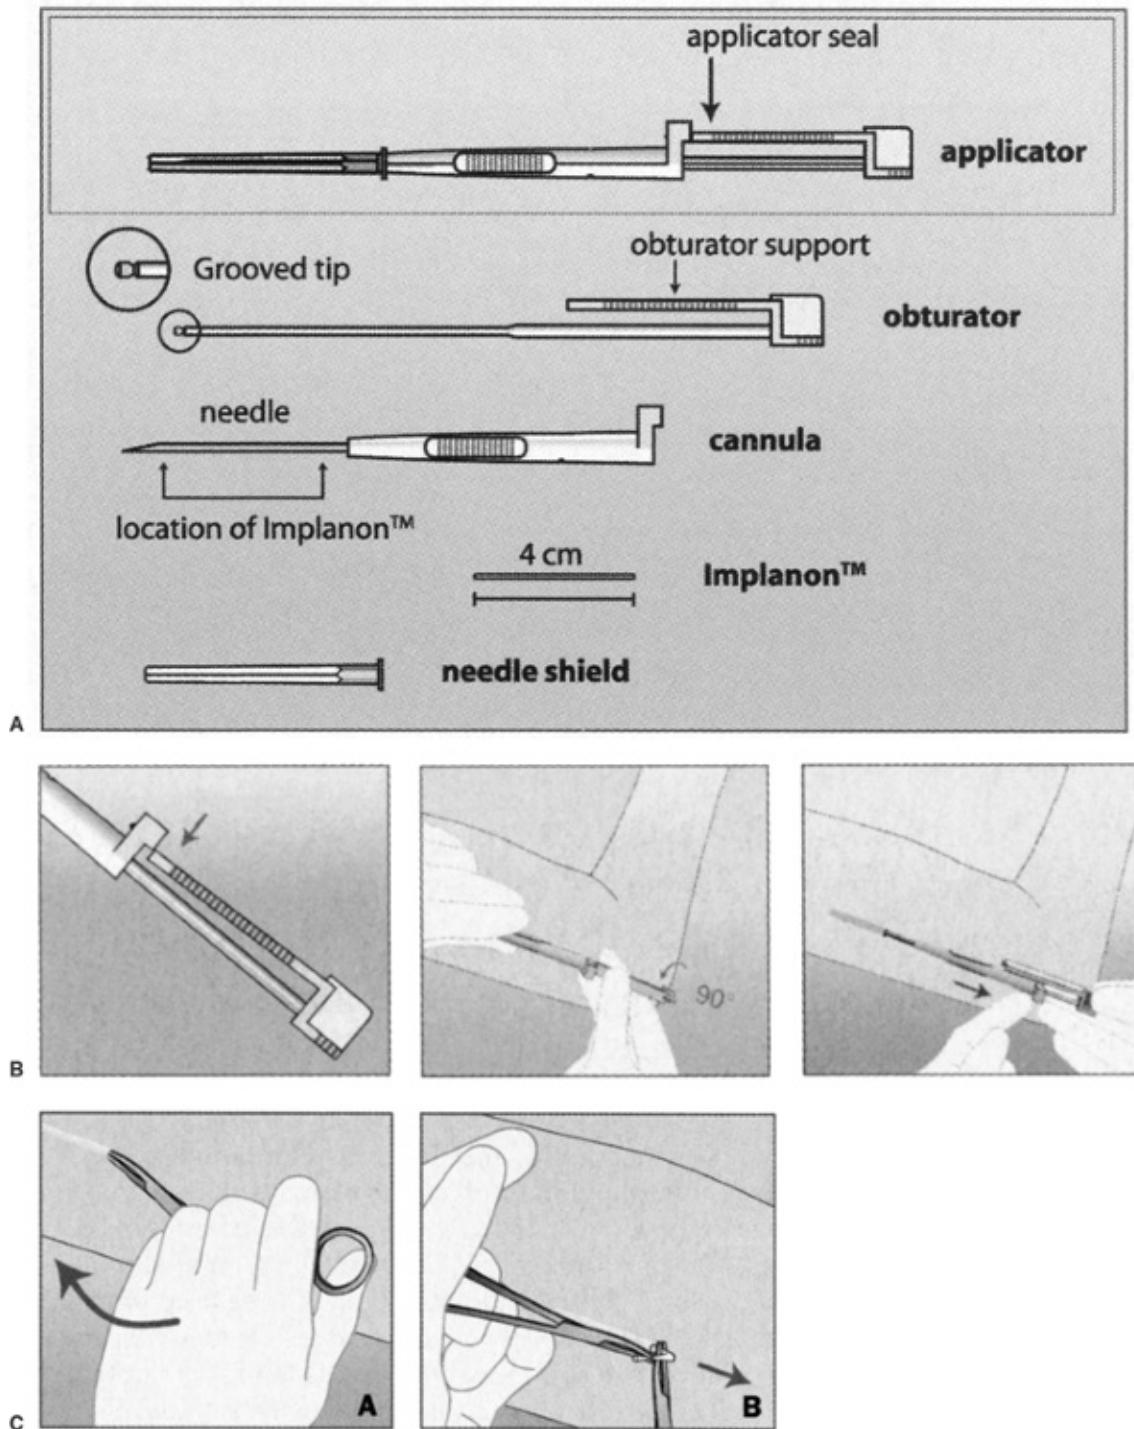 applicator seal
applicator
Grooved tip
obturator support
obturator
needle
cannula
location of Implanon™
4 cm
Implanon™
needle shield
A
90°
B
A
B
C